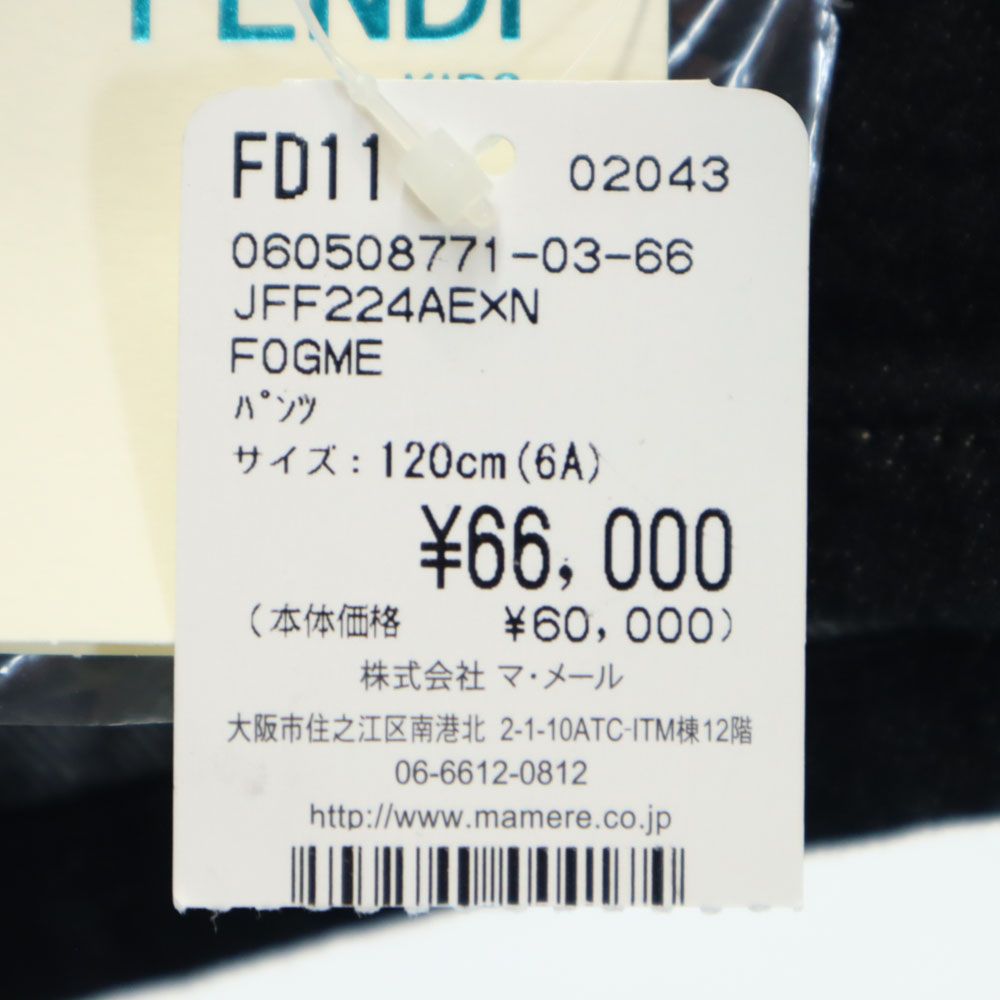 FENDI
KIDS
FD11 02043
060508771-03-66
JFF224AEXN
F0GME
パンツ
サイズ：120cm(6A)
¥66,000
(本体価格 ¥60,000)
株式会社 マ・メール
大阪市住之江区南港北 2-1-10ATC-ITM棟12階
06-6612-0812
http://www.mamere.co.jp